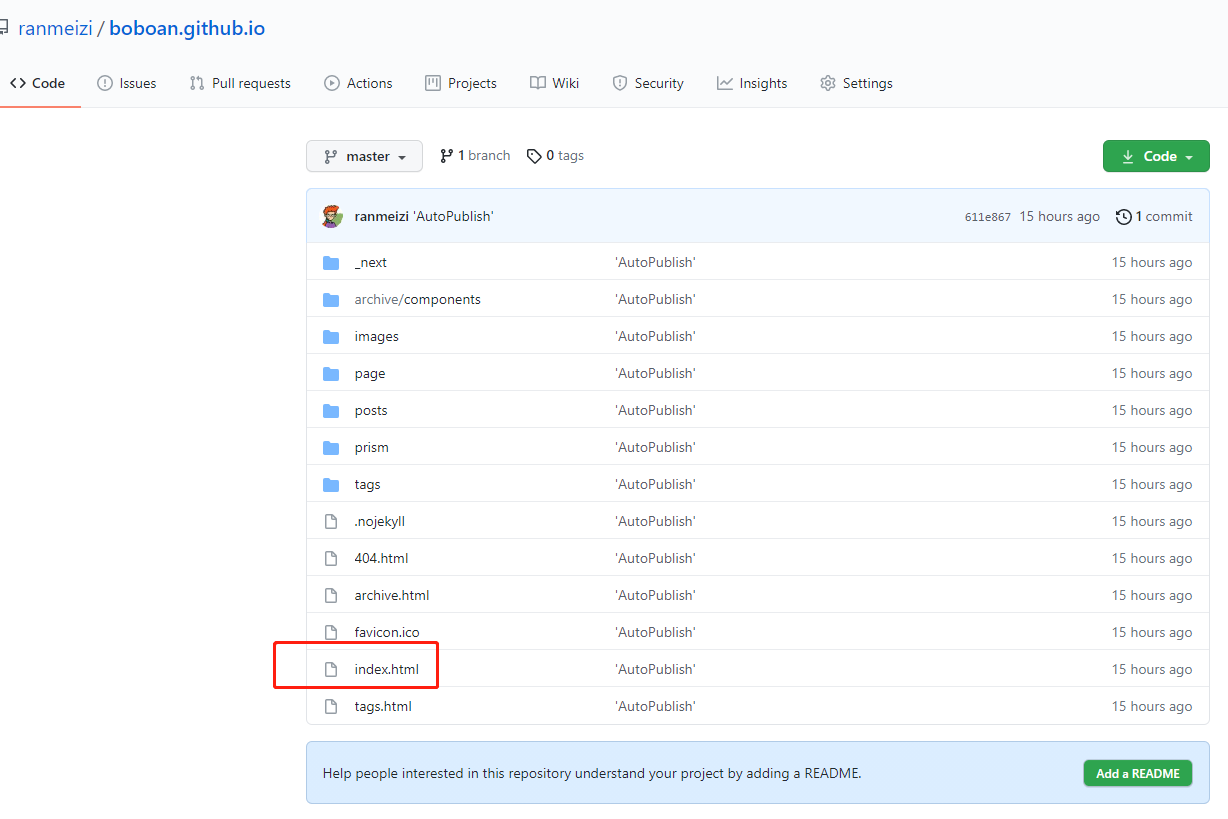 ranmeizi / boboan.github.io
Code Issues Pull requests Actions Projects Wiki Security Insights Settings
master 1 branch 0 tags Code
ranmeizi 'AutoPublish' 611e867 15 hours ago 1 commit
_next 'AutoPublish' 15 hours ago
archive/components 'AutoPublish' 15 hours ago
images 'AutoPublish' 15 hours ago
page 'AutoPublish' 15 hours ago
posts 'AutoPublish' 15 hours ago
prism 'AutoPublish' 15 hours ago
tags 'AutoPublish' 15 hours ago
.nojekyll 'AutoPublish' 15 hours ago
404.html 'AutoPublish' 15 hours ago
archive.html 'AutoPublish' 15 hours ago
favicon.ico 'AutoPublish' 15 hours ago
index.html 'AutoPublish' 15 hours ago
tags.html 'AutoPublish' 15 hours ago
Help people interested in this repository understand your project by adding a README. Add a README